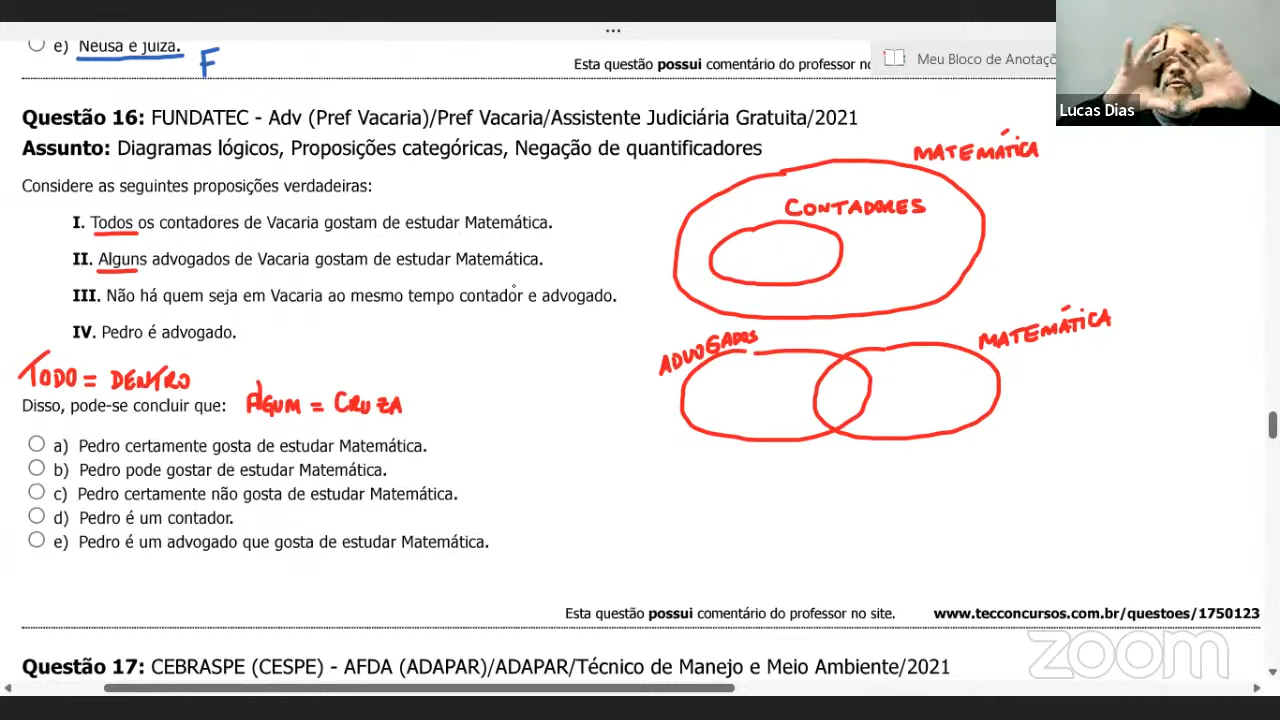 ...
e) Neusa é juíza.
F
Esta questão possui comentário do professor no
Meu Bloco de Anotaçõ
Lucas Dias
Questão 16: FUNDATEC - Adv (Pref Vacaria)/Pref Vacaria/Assistente Judiciária Gratuita/2021
Assunto: Diagramas lógicos, Proposições categóricas, Negação de quantificadores
Considere as seguintes proposições verdadeiras:
I. Todos os contadores de Vacaria gostam de estudar Matemática.
II. Alguns advogados de Vacaria gostam de estudar Matemática.
III. Não há quem seja em Vacaria ao mesmo tempo contador e advogado.
IV. Pedro é advogado.
MATEMÁTICA
CONTADORES
ADVOGADOS
MATEMÁTICA
TODO = DENTRO
Disso, pode-se concluir que:
ALGUM = CRUZA
a) Pedro certamente gosta de estudar Matemática.
b) Pedro pode gostar de estudar Matemática.
c) Pedro certamente não gosta de estudar Matemática.
d) Pedro é um contador.
e) Pedro é um advogado que gosta de estudar Matemática.
Esta questão possui comentário do professor no site. www.tecconcursos.com.br/questoes/1750123
Questão 17: CEBRASPE (CESPE) - AFDA (ADAPAR)/ADAPAR/Técnico de Manejo e Meio Ambiente/2021
zoom